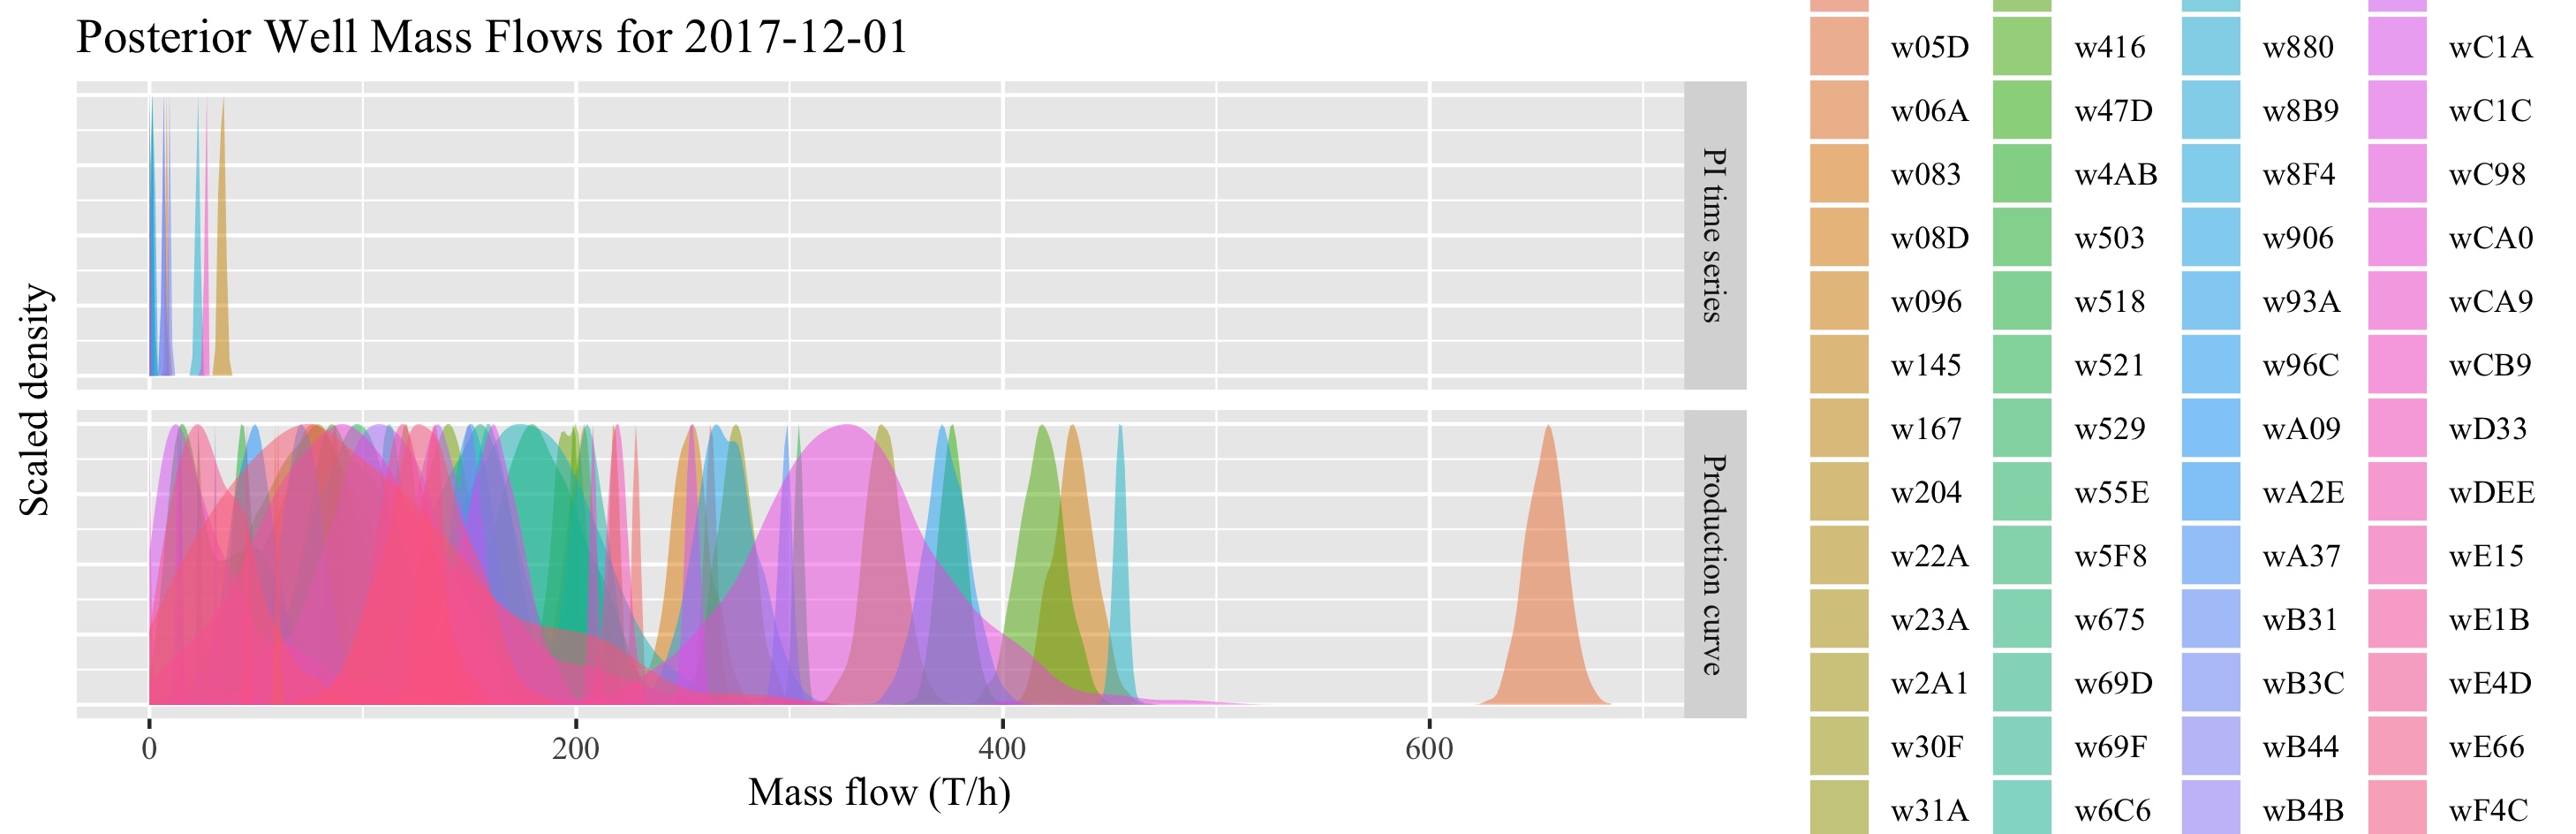 Posterior Well Mass Flows for 2017-12-01
Scaled density
PI time series
Production curve
0
200
400
600
Mass flow (T/h)
w05D
w06A
w083
w08D
w096
w145
w167
w204
w22A
w23A
w2A1
w30F
w31A
w416
w47D
w4AB
w503
w518
w521
w529
w55E
w5F8
w675
w69D
w69F
w6C6
w880
w8B9
w8F4
w906
w93A
w96C
wA09
wA2E
wA37
wB31
wB3C
wB44
wB4B
wC1A
wC1C
wC98
wCA0
wCA9
wCB9
wD33
wDEE
wE15
wE1B
wE4D
wE66
wF4C